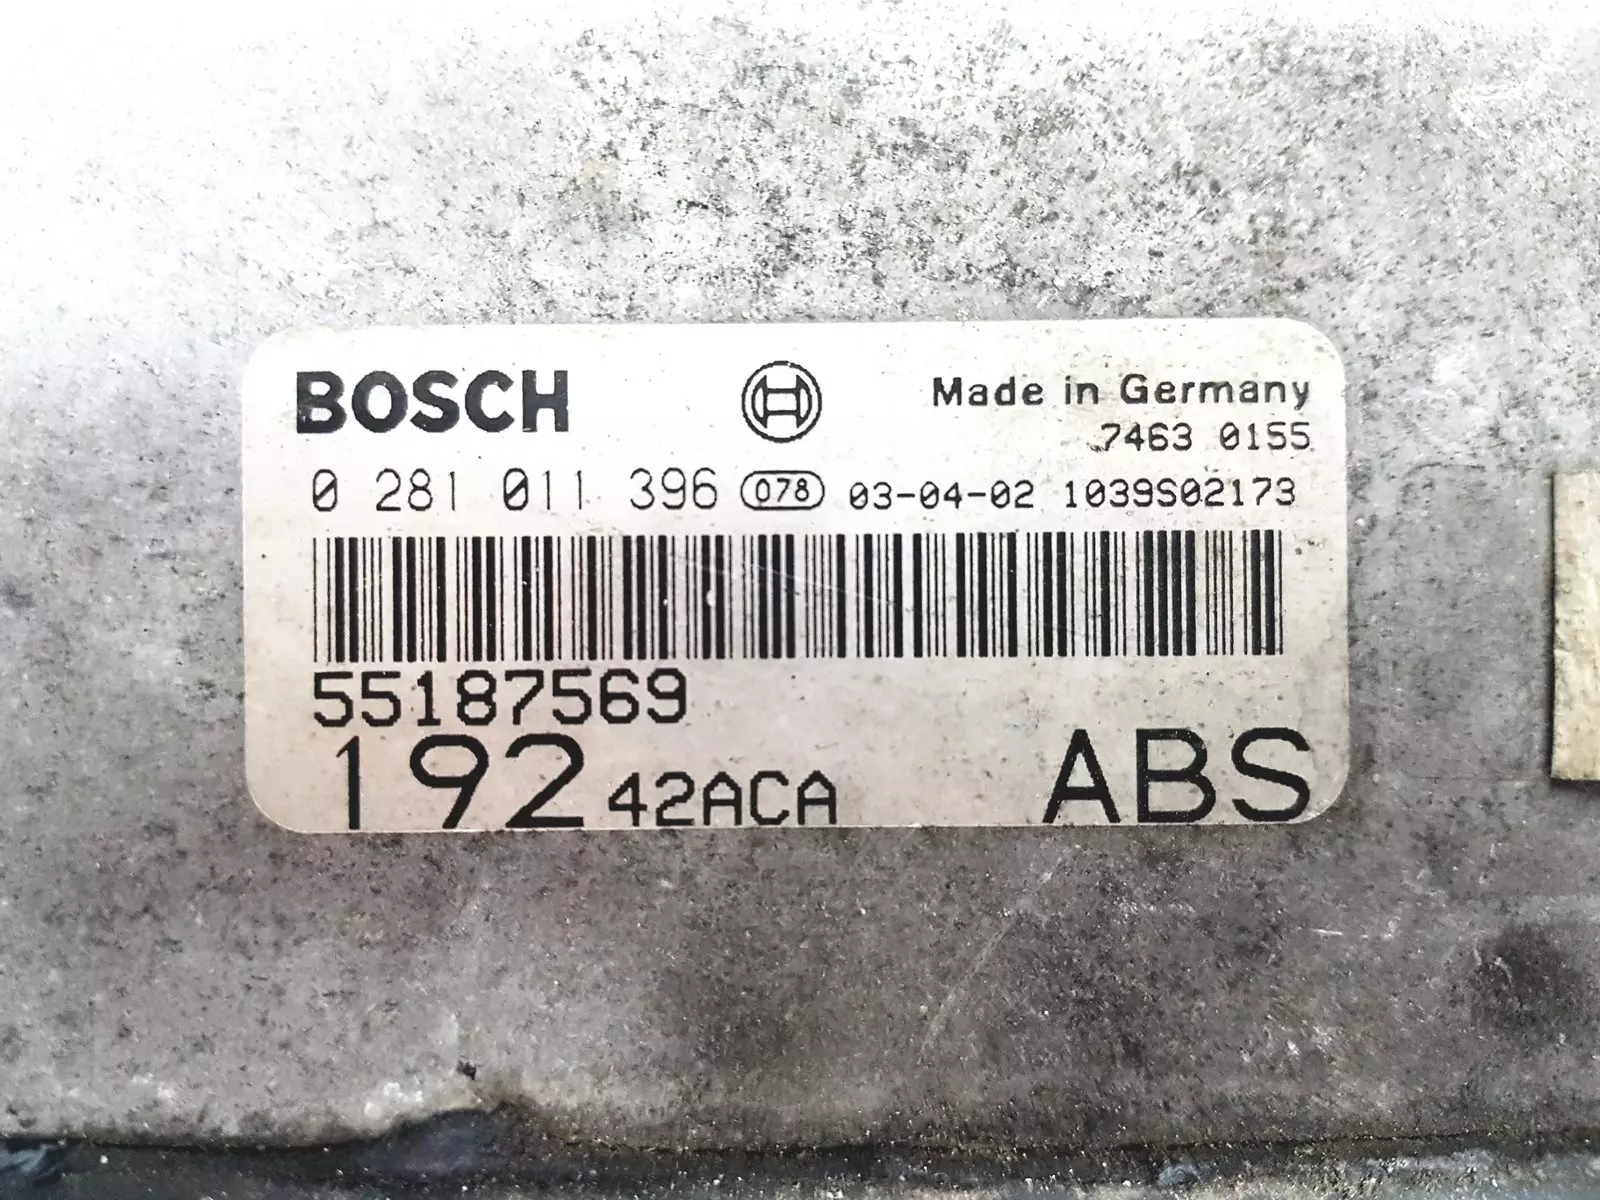 BOSCH Made in Germany
7463 0155
0 281 011 396 078 03-04-02 1039S02173
55187569
192 42ACA ABS